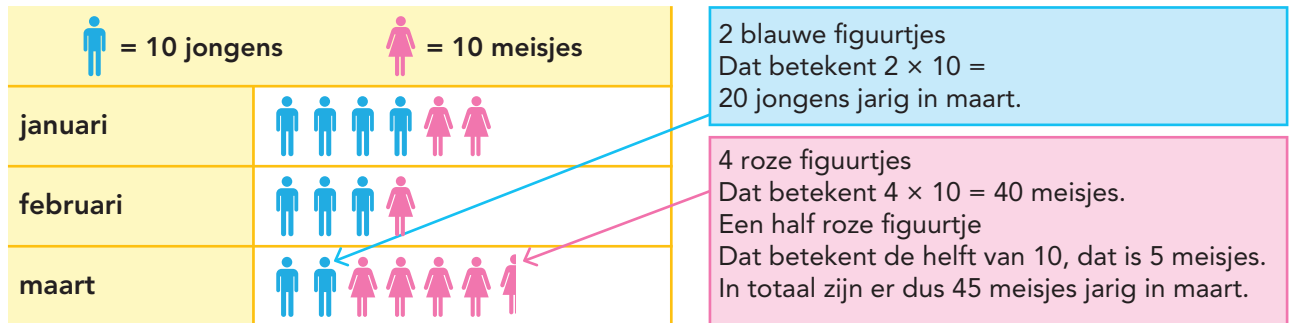 = 10 jongens
= 10 meisjes
januari
februari
maart
2 blauwe figuurtjes
Dat betekent 2 × 10 =
20 jongens jarig in maart.
4 roze figuurtjes
Dat betekent 4 × 10 = 40 meisjes.
Een half roze figuurtje
Dat betekent de helft van 10, dat is 5 meisjes.
In totaal zijn er dus 45 meisjes jarig in maart.